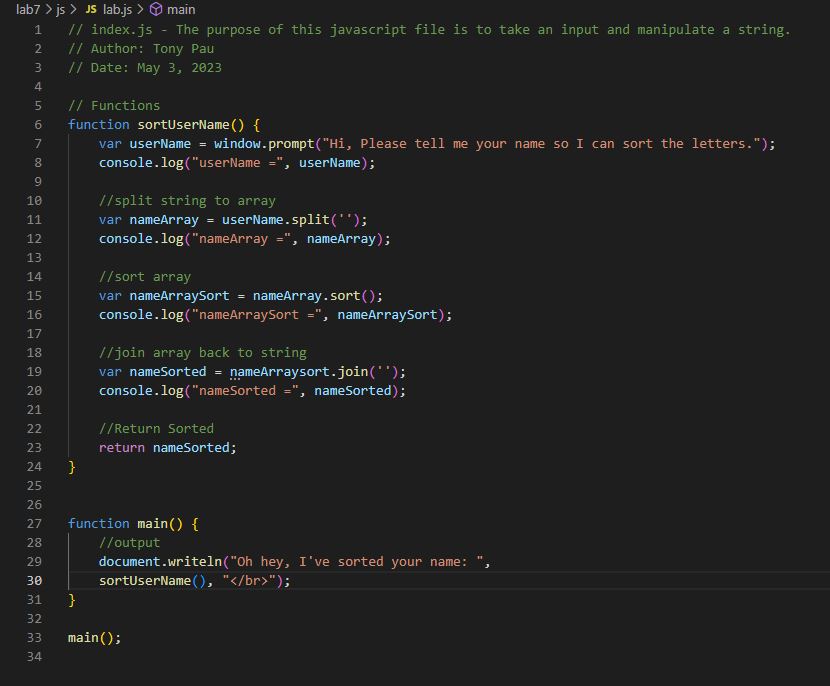 lab7 > js > JS lab.js > main
1 // index.js - The purpose of this javascript file is to take an input and manipulate a string.
2 // Author: Tony Pau
3 // Date: May 3, 2023
4
5 // Functions
6 function sortUserName() {
7     var userName = window.prompt("Hi, Please tell me your name so I can sort the letters.");
8     console.log("userName =", userName);
9
10     //split string to array
11     var nameArray = userName.split('');
12     console.log("nameArray =", nameArray);
13
14     //sort array
15     var nameArraySort = nameArray.sort();
16     console.log("nameArraySort =", nameArraySort);
17
18     //join array back to string
19     var nameSorted = nameArraysort.join('');
20     console.log("nameSorted =", nameSorted);
21
22     //Return Sorted
23     return nameSorted;
24 }
25
26
27 function main() {
28     //output
29     document.writeln("Oh hey, I've sorted your name: ",
30     sortUserName(), "</br>");
31 }
32
33 main();
34